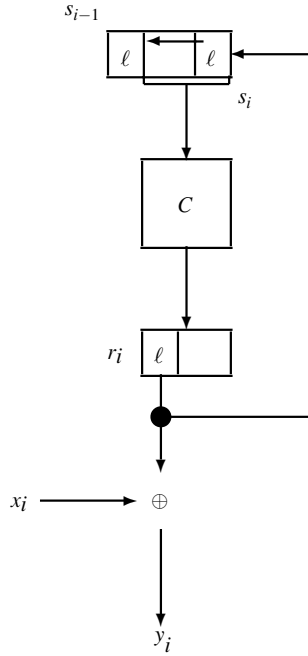 s_{i−1}
ℓ ℓ
s_i
C
r_i ℓ
x_i ⊕
y_i